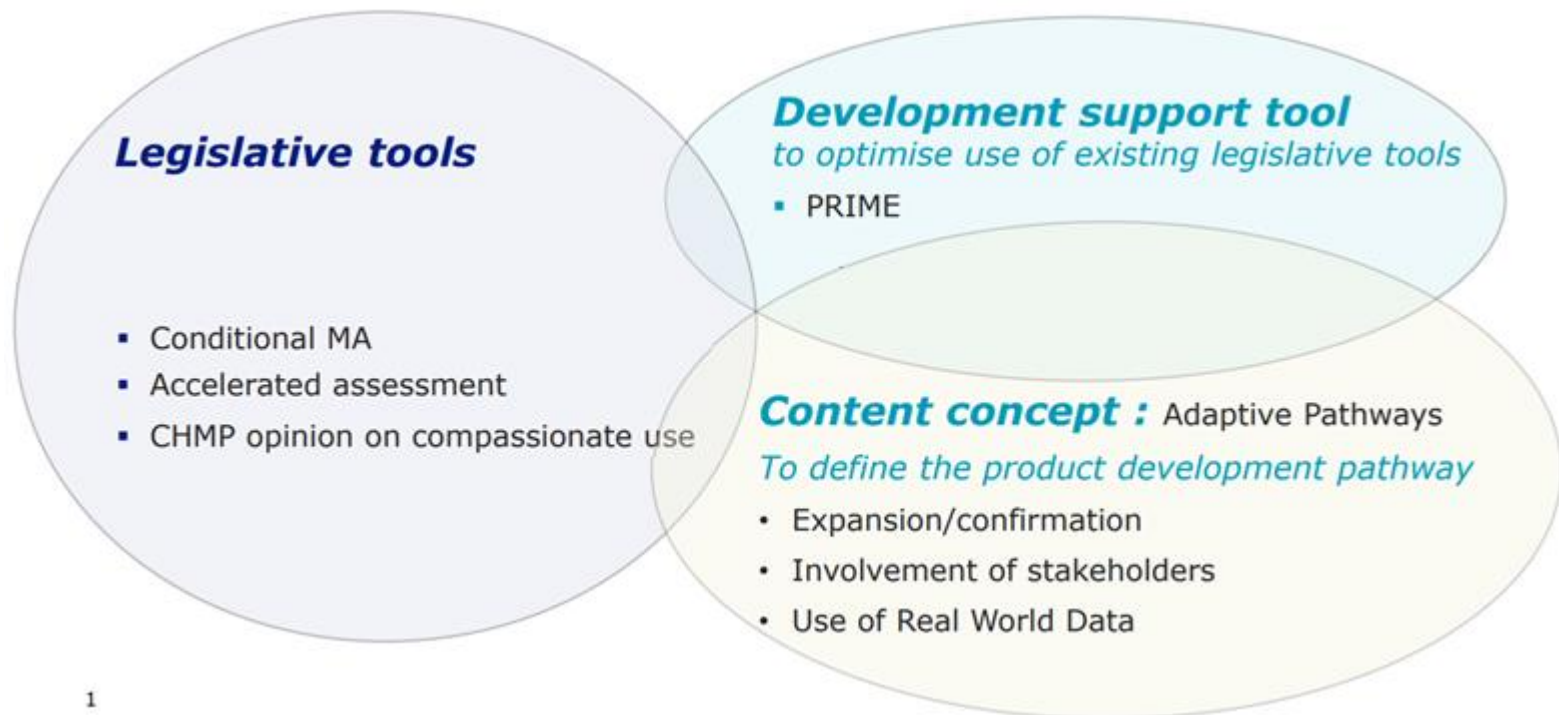 Legislative tools
▪ Conditional MA
▪ Accelerated assessment
▪ CHMP opinion on compassionate use
Development support tool
to optimise use of existing legislative tools
▪ PRIME
Content concept : Adaptive Pathways
To define the product development pathway
• Expansion/confirmation
• Involvement of stakeholders
• Use of Real World Data
1